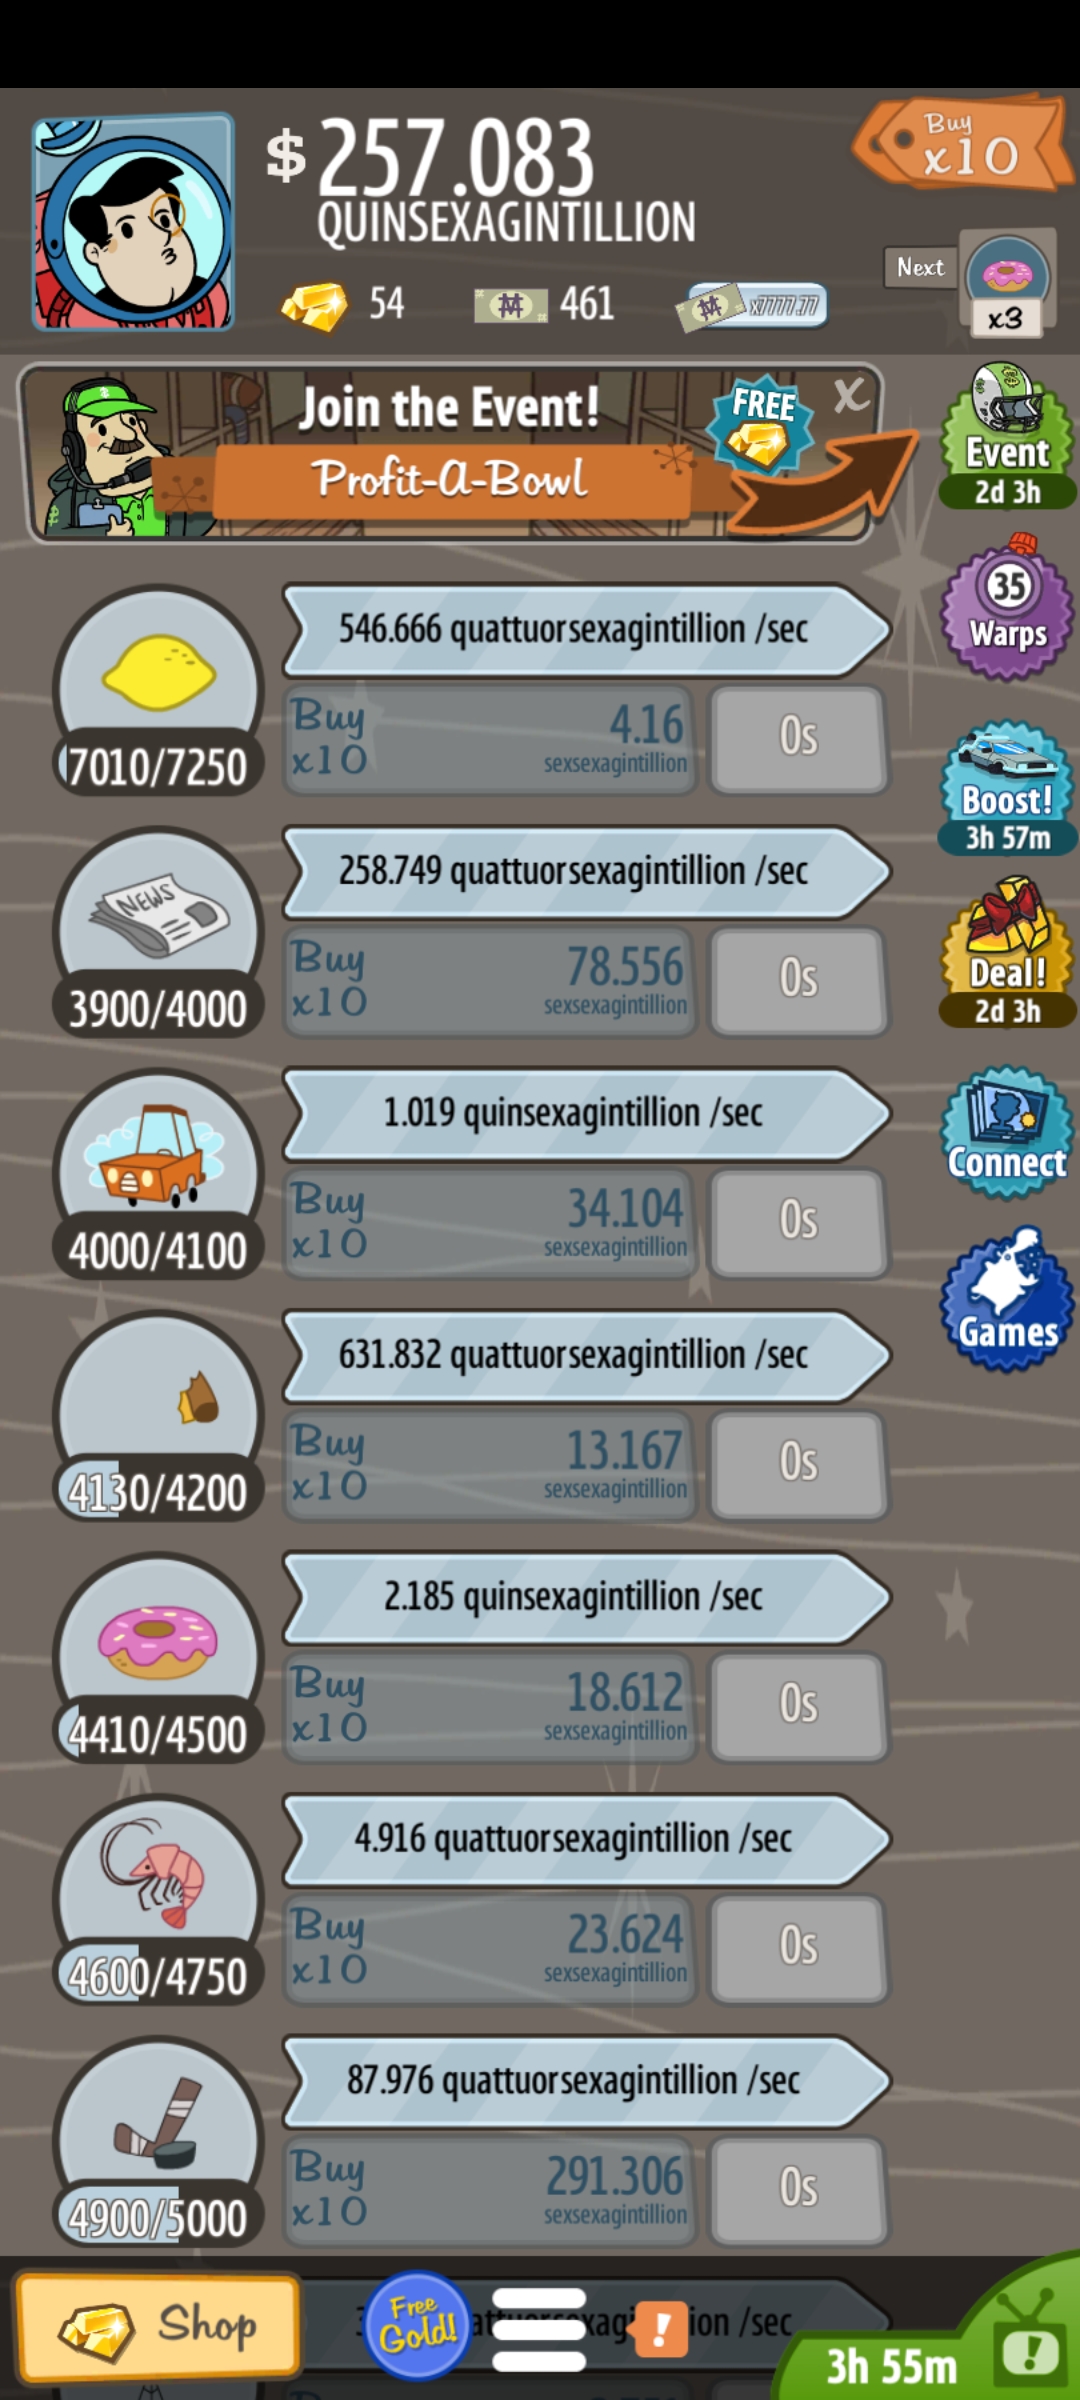 $ 257.083
QUINSEXAGINTILLION
Buy
x10
54
461
x7777.77
Next
x3
Join the Event!
Profit-A-Bowl
FREE
X
Event
2d 3h
35
Warps
Boost!
3h 57m
Deal!
2d 3h
Connect
Games
546.666 quattuorsexagintillion /sec
7010/7250
Buy
x10
4.16
sexsexagintillion
0s
258.749 quattuorsexagintillion /sec
NEWS
3900/4000
Buy
x10
78.556
sexsexagintillion
0s
1.019 quinsexagintillion /sec
4000/4100
Buy
x10
34.104
sexsexagintillion
0s
631.832 quattuorsexagintillion /sec
4130/4200
Buy
x10
13.167
sexsexagintillion
0s
2.185 quinsexagintillion /sec
4410/4500
Buy
x10
18.612
sexsexagintillion
0s
4.916 quattuorsexagintillion /sec
4600/4750
Buy
x10
23.624
sexsexagintillion
0s
87.976 quattuorsexagintillion /sec
4900/5000
Buy
x10
291.306
sexsexagintillion
0s
Shop
Free
Gold!
!
/sec
3h 55m
!